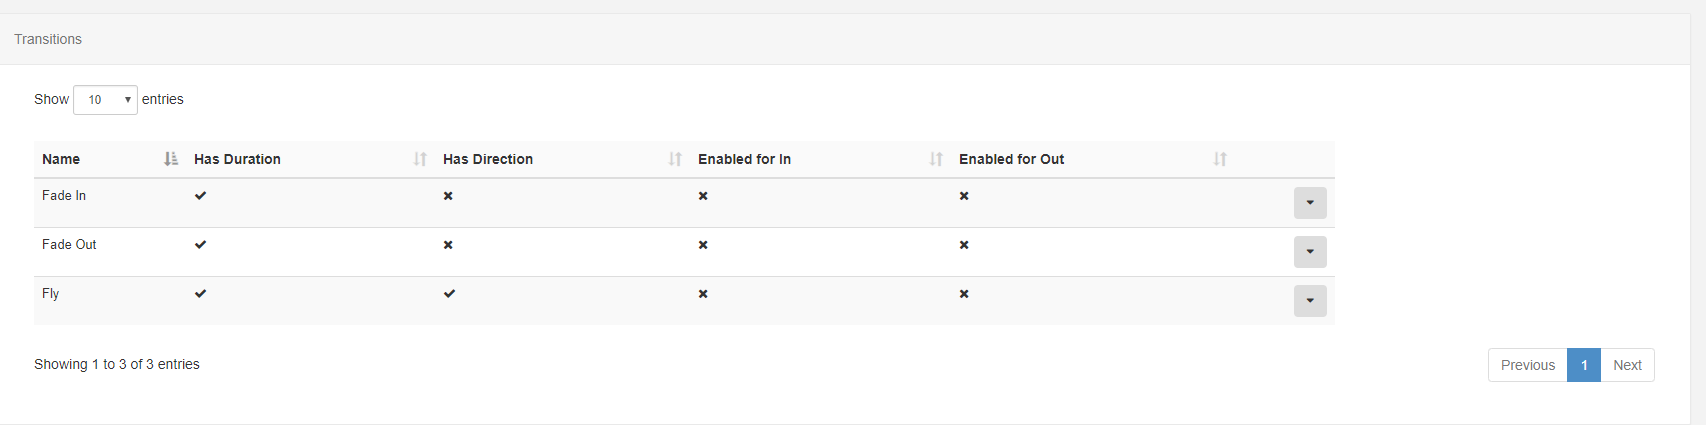 Transitions
Show 10 entries
Name Has Duration Has Direction Enabled for In Enabled for Out
Fade In
Fade Out
Fly
Showing 1 to 3 of 3 entries
Previous 1 Next